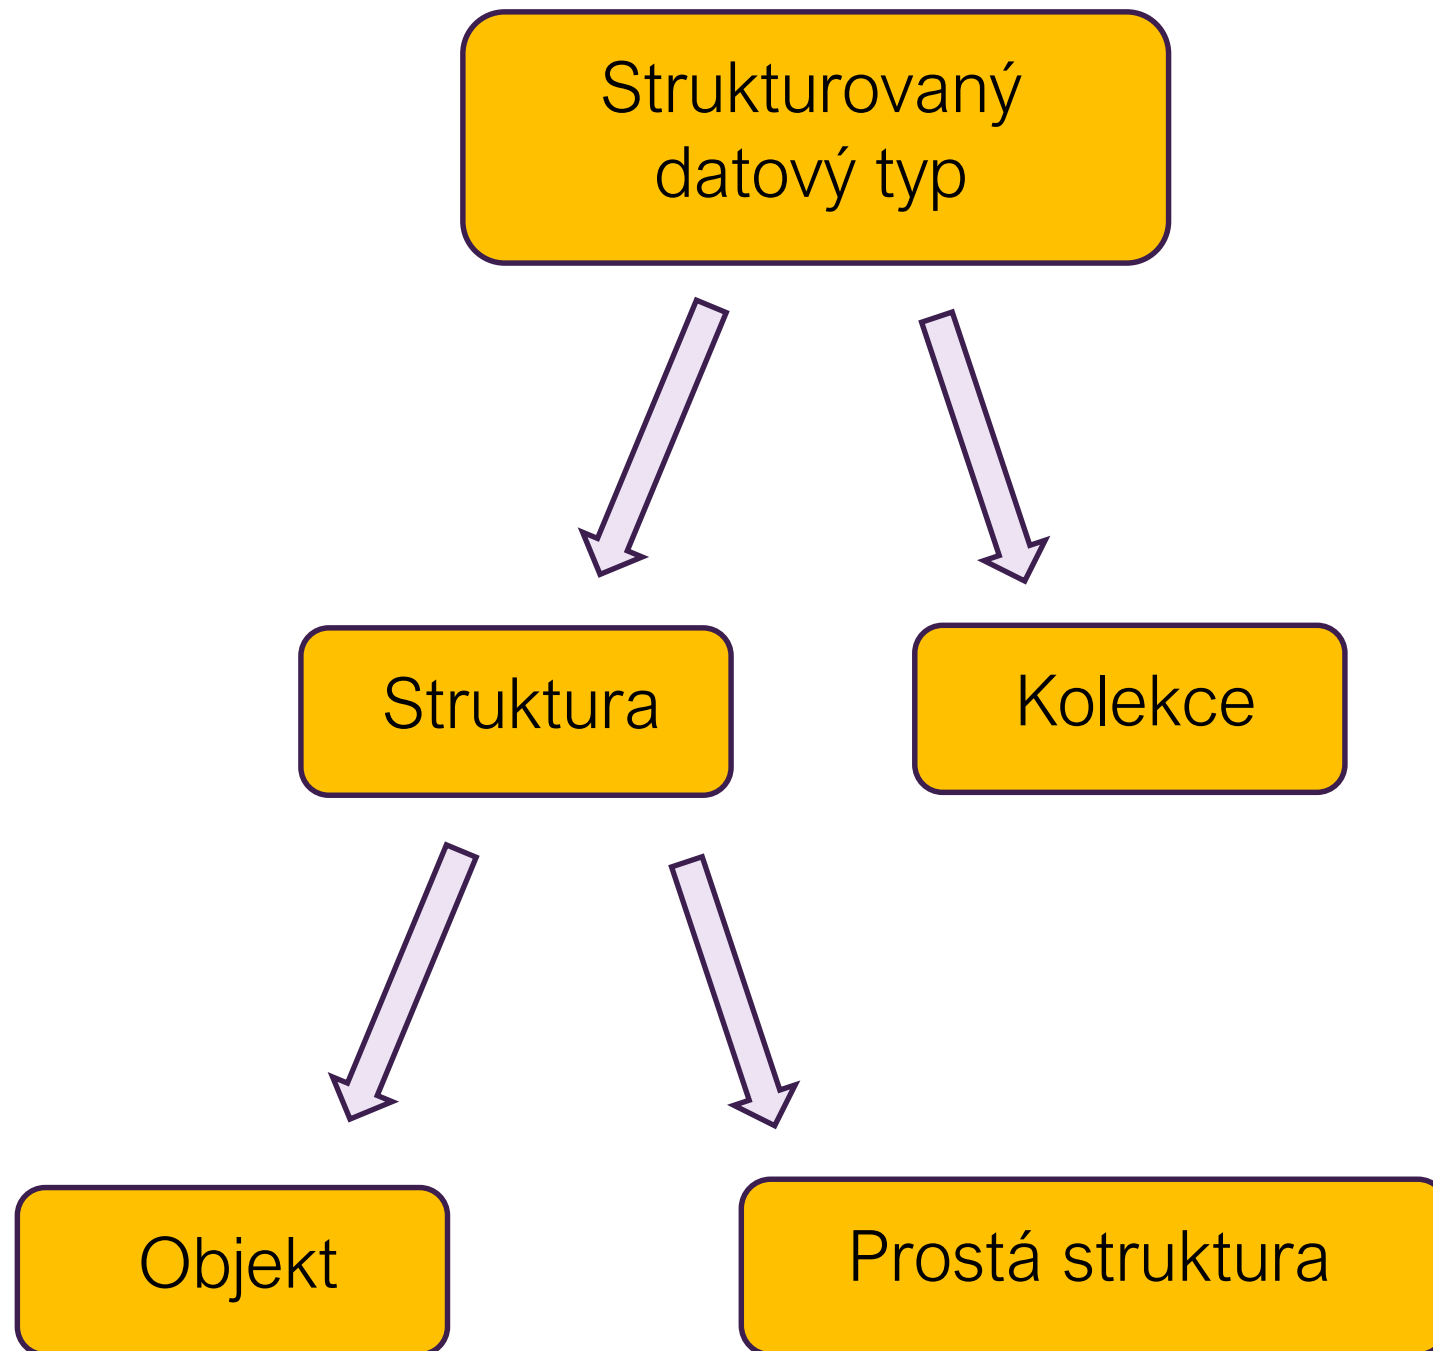 Strukturovaný
datový typ
Struktura
Kolekce
Objekt
Prostá struktura